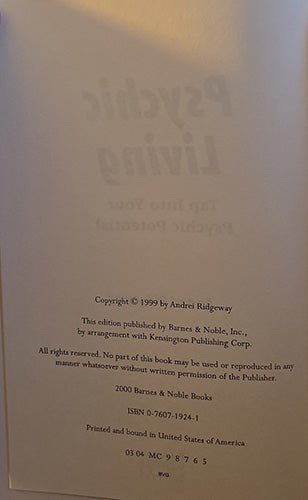 Psychic
Living
Tap Into Your
Psychic Potential
Copyright © 1999 by Andrei Ridgeway
This edition published by Barnes & Noble, Inc.,
by arrangement with Kensington Publishing Corp.
All rights reserved. No part of this book may be used or reproduced in any
manner whatsoever without written permission of the Publisher.
2000 Barnes & Noble Books
ISBN 0-7607-1924-1
Printed and bound in United States of America
03 04 MC 9 8 7 6 5
BVG